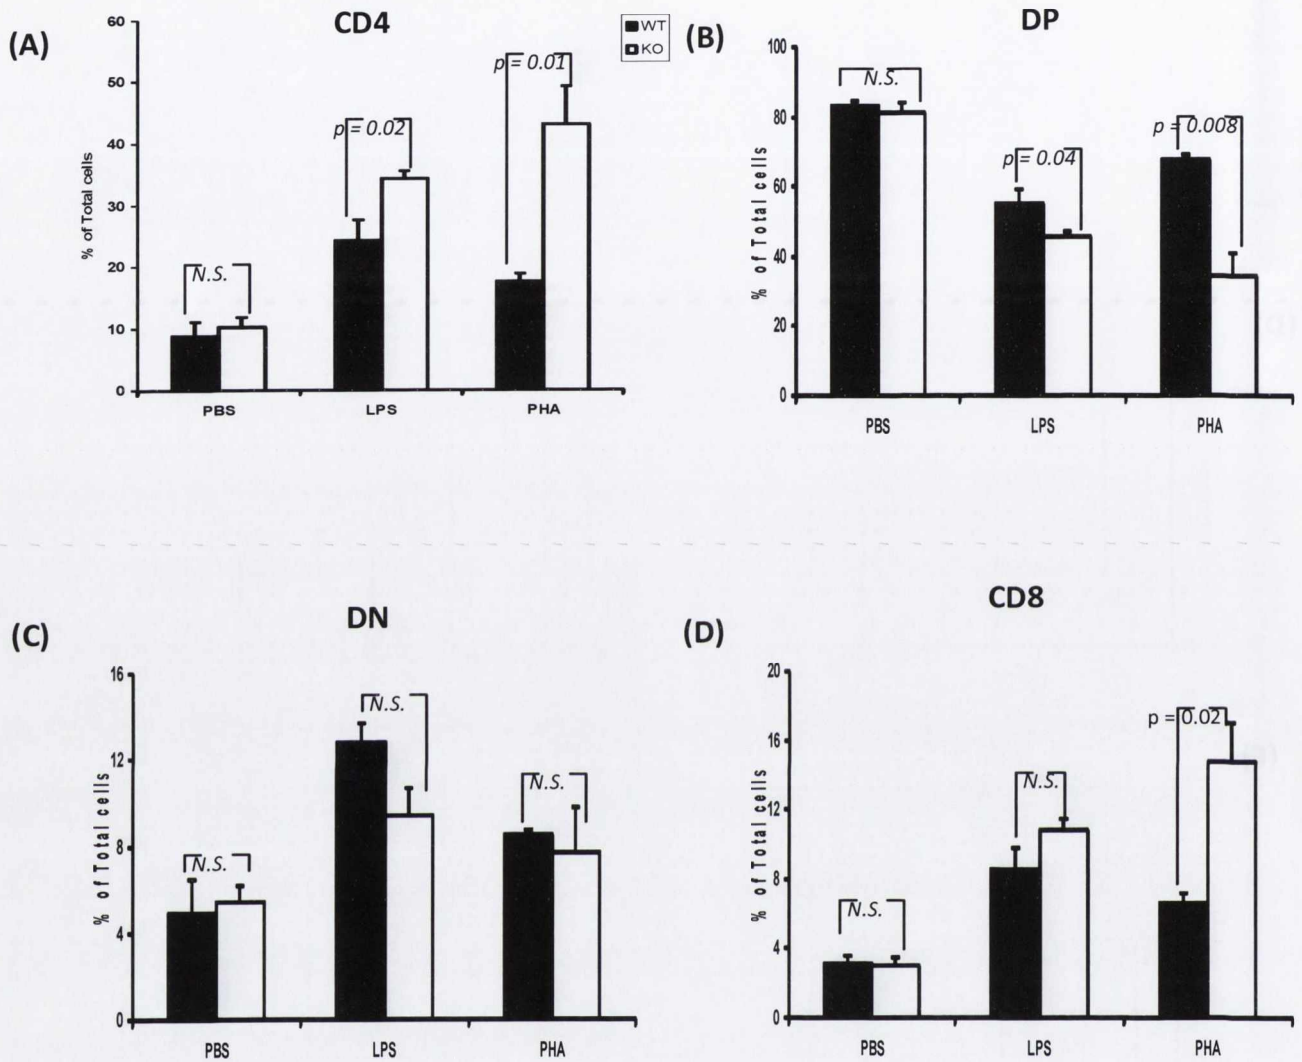 (A)
CD4
WT
KO
60
50
40
30
20
10
0
% of Total cells
N.S.
p = 0.02
p = 0.01
PBS LPS PHA
(B)
DP
100
80
60
40
20
0
% of Total cells
N.S.
p = 0.04
p = 0.008
PBS LPS PHA
(C)
DN
16
12
8
4
0
% of Total cells
N.S.
N.S.
N.S.
PBS LPS PHA
(D)
CD8
20
16
12
8
4
0
% of Total cells
N.S.
N.S.
p = 0.02
PBS LPS PHA